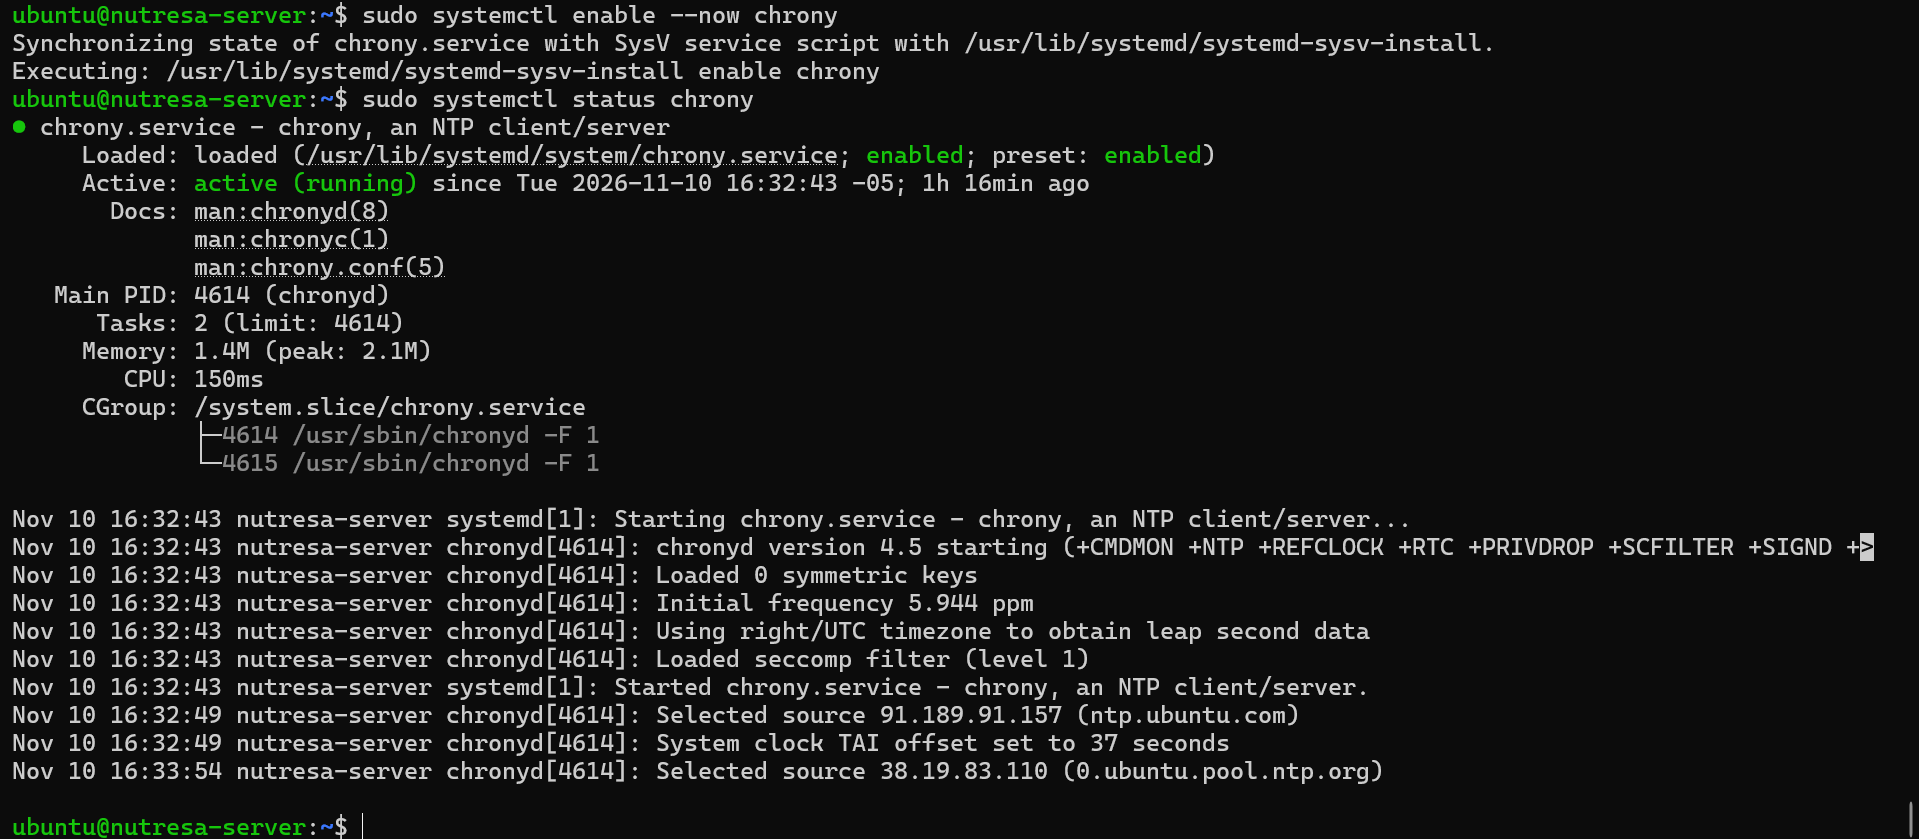 ubuntu@nutresa-server:~$ sudo systemctl enable --now chrony
Synchronizing state of chrony.service with SysV service script with /usr/lib/systemd/systemd-sysv-install.
Executing: /usr/lib/systemd/systemd-sysv-install enable chrony
ubuntu@nutresa-server:~$ sudo systemctl status chrony
● chrony.service - chrony, an NTP client/server
     Loaded: loaded (/usr/lib/systemd/system/chrony.service; enabled; preset: enabled)
     Active: active (running) since Tue 2026-11-10 16:32:43 -05; 1h 16min ago
       Docs: man:chronyd(8)
             man:chronyc(1)
             man:chrony.conf(5)
   Main PID: 4614 (chronyd)
      Tasks: 2 (limit: 4614)
     Memory: 1.4M (peak: 2.1M)
        CPU: 150ms
     CGroup: /system.slice/chrony.service
             ├─4614 /usr/sbin/chronyd -F 1
             └─4615 /usr/sbin/chronyd -F 1

Nov 10 16:32:43 nutresa-server systemd[1]: Starting chrony.service - chrony, an NTP client/server...
Nov 10 16:32:43 nutresa-server chronyd[4614]: chronyd version 4.5 starting (+CMDMON +NTP +REFCLOCK +RTC +PRIVDROP +SCFILTER +SIGND +>
Nov 10 16:32:43 nutresa-server chronyd[4614]: Loaded 0 symmetric keys
Nov 10 16:32:43 nutresa-server chronyd[4614]: Initial frequency 5.944 ppm
Nov 10 16:32:43 nutresa-server chronyd[4614]: Using right/UTC timezone to obtain leap second data
Nov 10 16:32:43 nutresa-server chronyd[4614]: Loaded seccomp filter (level 1)
Nov 10 16:32:43 nutresa-server systemd[1]: Started chrony.service - chrony, an NTP client/server.
Nov 10 16:32:49 nutresa-server chronyd[4614]: Selected source 91.189.91.157 (ntp.ubuntu.com)
Nov 10 16:32:49 nutresa-server chronyd[4614]: System clock TAI offset set to 37 seconds
Nov 10 16:33:54 nutresa-server chronyd[4614]: Selected source 38.19.83.110 (0.ubuntu.pool.ntp.org)

ubuntu@nutresa-server:~$